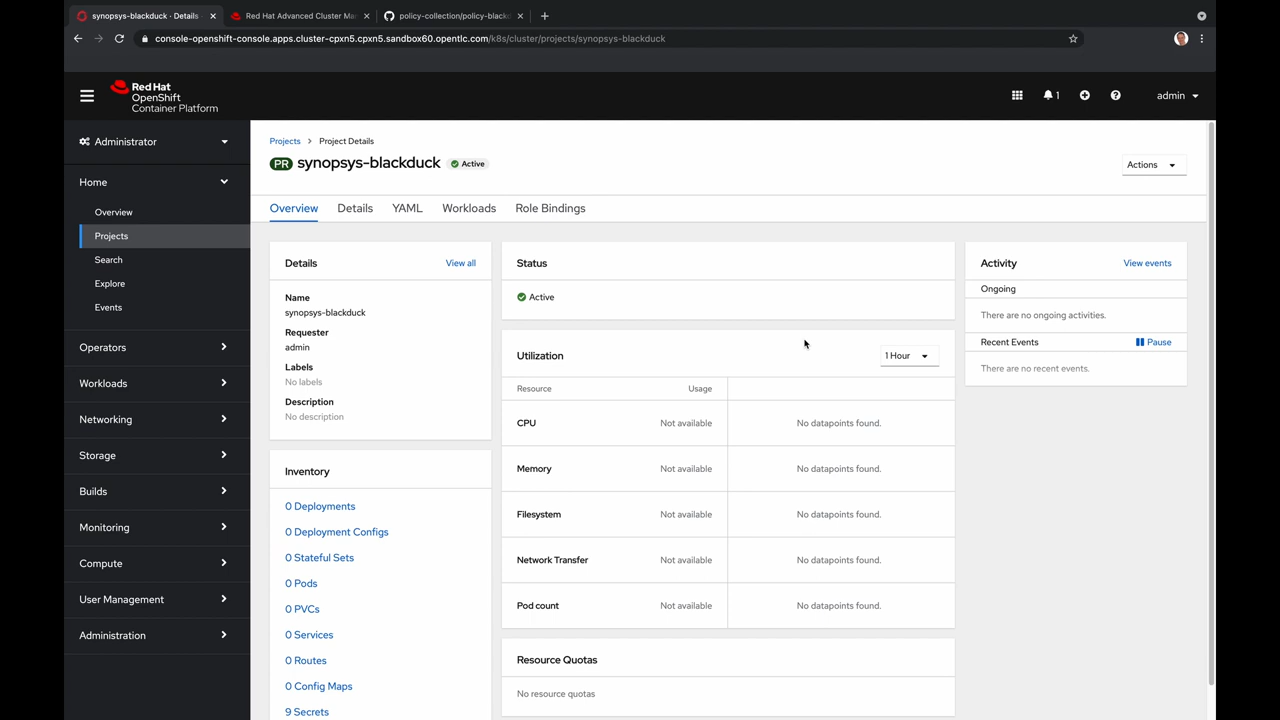 synopsys-blackduck · Details
Red Hat Advanced Cluster Ma
policy-collection/policy-black
console-openshift-console.apps.cluster-cpxn5.cpxn5.sandbox60.opentlc.com/k8s/cluster/projects/synopsys-blackduck
Red Hat
OpenShift
Container Platform
1
admin
Administrator
Home
Overview
Projects
Search
Explore
Events
Operators
Workloads
Networking
Storage
Builds
Monitoring
Compute
User Management
Administration
Projects > Project Details
PR synopsys-blackduck Active
Actions
Overview Details YAML Workloads Role Bindings
Details View all
Name
synopsys-blackduck
Requester
admin
Labels
No labels
Description
No description
Inventory
0 Deployments
0 Deployment Configs
0 Stateful Sets
0 Pods
0 PVCs
0 Services
0 Routes
0 Config Maps
9 Secrets
Status
Active
Utilization 1 Hour
Resource Usage
CPU Not available No datapoints found.
Memory Not available No datapoints found.
Filesystem Not available No datapoints found.
Network Transfer Not available No datapoints found.
Pod count Not available No datapoints found.
Resource Quotas
No resource quotas
Activity View events
Ongoing
There are no ongoing activities.
Recent Events Pause
There are no recent events.